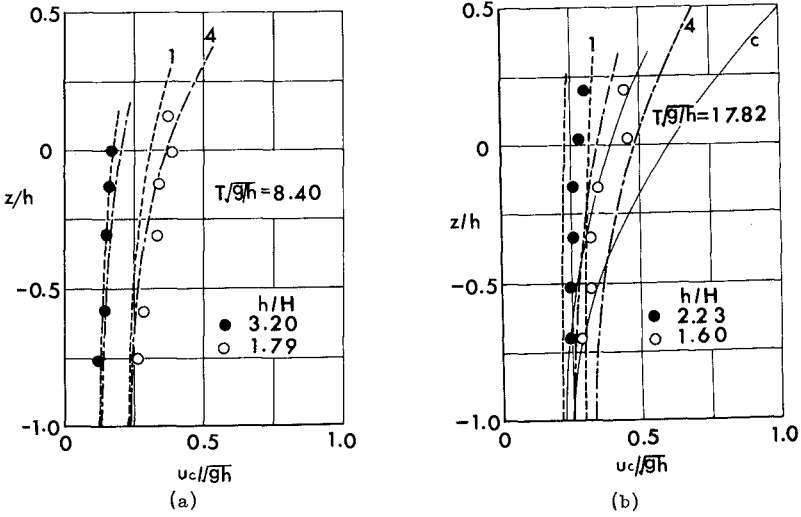 0.5
1
4
0
z/h
T√g/h=8.40
-0.5
h/H
● 3.20
○ 1.79
-1.0
0
0.5
1.0
uc/√gh
(a)
0.5
1
4
c
T√g/h=17.82
0
z/h
-0.5
h/H
● 2.23
○ 1.60
-1.0
0
0.5
1.0
uc/√gh
(b)